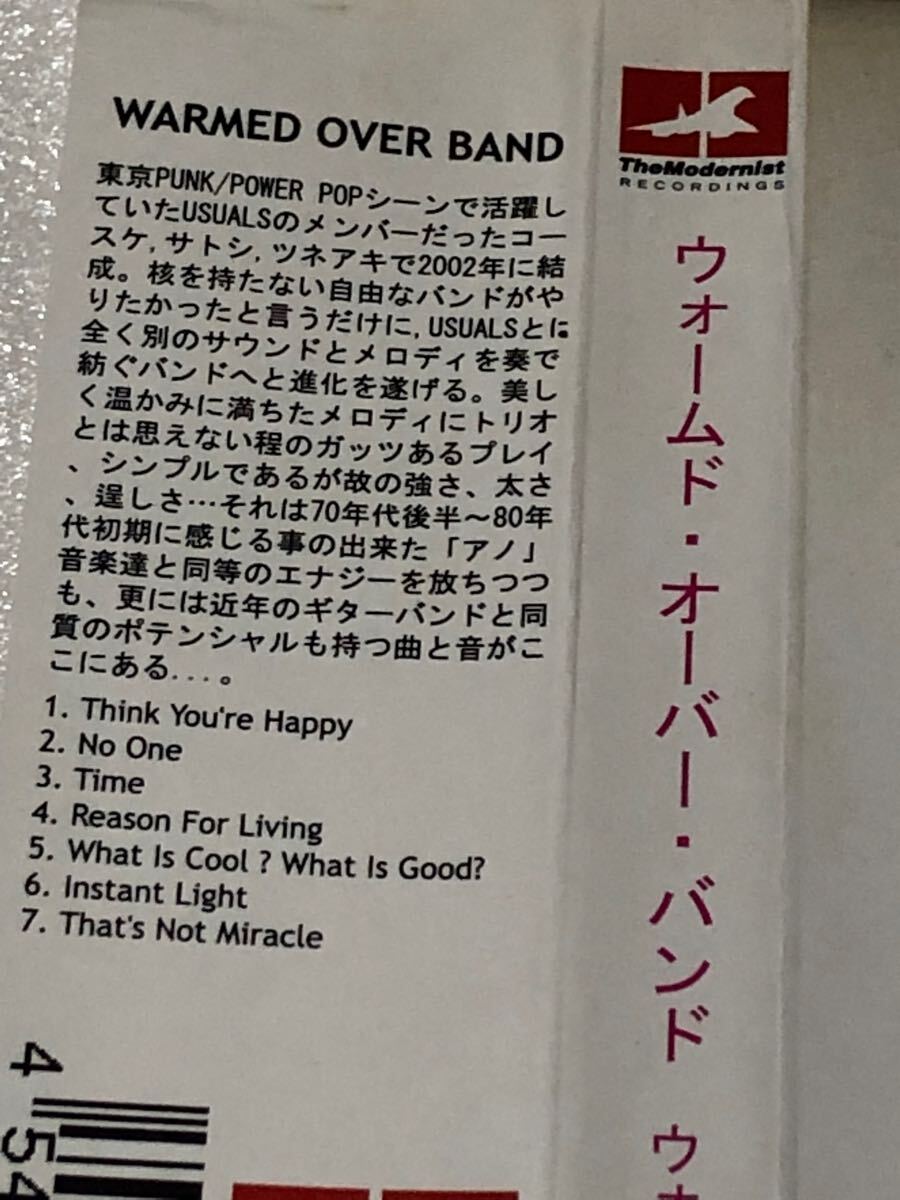 WARMED OVER BAND
東京PUNK/POWER POPシーンで活躍し
ていたUSUALSのメンバーだったコー
スケ,サトシ,ツネアキで2002年に結
成。核を持たない自由なバンドがや
りたかったと言うだけに,USUALSとは
全く別のサウンドとメロディを奏で
紡ぐバンドへと進化を遂げる。美し
く温かみに満ちたメロディにトリオ
とは思えない程のガッツあるプレイ
、シンプルであるが故の強さ、太さ
、逞しさ…それは70年代後半～80年
代初期に感じる事の出来た「アノ」
音楽達と同等のエナジーを放ちつつ
も、更には近年のギターバンドと同
質のポテンシャルも持つ曲と音がこ
こにある...。
1. Think You're Happy
2. No One
3. Time
4. Reason For Living
5. What Is Cool ? What Is Good?
6. Instant Light
7. That's Not Miracle
4
54
TheModernist
RECORDINGS
ウォームド・オーバー・バンド ウォ